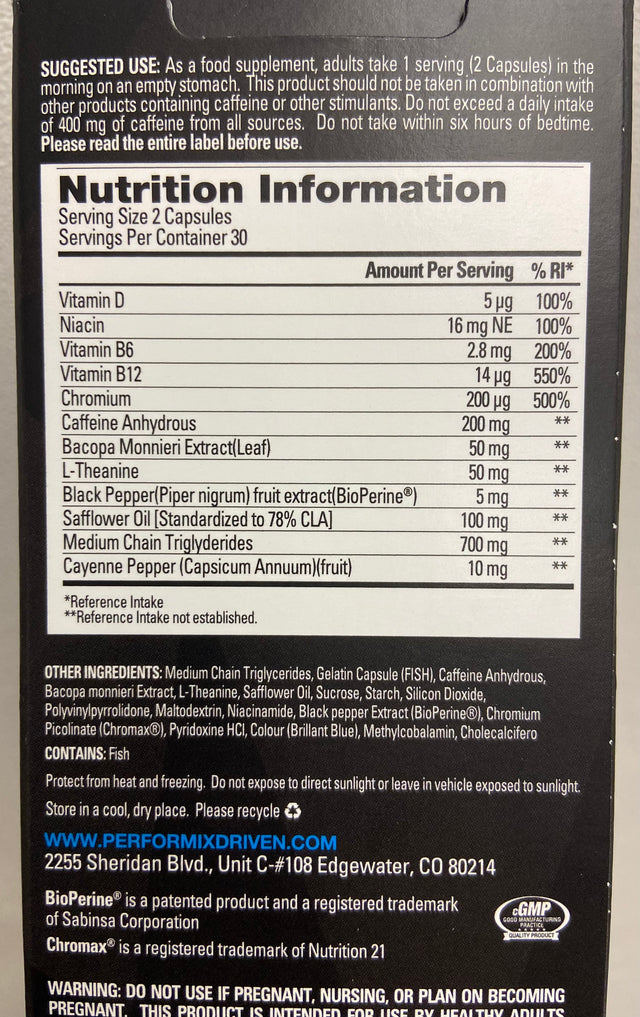 SUGGESTED USE: As a food supplement, adults take 1 serving (2 Capsules) in the
morning on an empty stomach. This product should not be taken in combination with
other products containing caffeine or other stimulants. Do not exceed a daily intake
of 400 mg of caffeine from all sources. Do not take within six hours of bedtime.
Please read the entire label before use.
Nutrition Information
Serving Size 2 Capsules
Servings Per Container 30
Amount Per Serving % RI*
Vitamin D 5 µg 100%
Niacin 16 mg NE 100%
Vitamin B6 2.8 mg 200%
Vitamin B12 14 µg 550%
Chromium 200 µg 500%
Caffeine Anhydrous 200 mg **
Bacopa Monnieri Extract(Leaf) 50 mg **
L-Theanine 50 mg **
Black Pepper(Piper nigrum) fruit extract(BioPerine®) 5 mg **
Safflower Oil [Standardized to 78% CLA] 100 mg **
Medium Chain Triglyderides 700 mg **
Cayenne Pepper (Capsicum Annuum)(fruit) 10 mg **
*Reference Intake
**Reference Intake not established.
OTHER INGREDIENTS: Medium Chain Triglycerides, Gelatin Capsule (FISH), Caffeine Anhydrous,
Bacopa monnieri Extract, L-Theanine, Safflower Oil, Sucrose, Starch, Silicon Dioxide,
Polyvinylpyrrolidone, Maltodextrin, Niacinamide, Black pepper Extract (BioPerine®), Chromium
Picolinate (Chromax®), Pyridoxine HCl, Colour (Brillant Blue), Methylcobalamin, Cholecalcifero
CONTAINS: Fish
Protect from heat and freezing. Do not expose to direct sunlight or leave in vehicle exposed to sunlight.
Store in a cool, dry place. Please recycle
WWW.PERFORMIXDRIVEN.COM
2255 Sheridan Blvd., Unit C-#108 Edgewater, CO 80214
BioPerine® is a patented product and a registered trademark
of Sabinsa Corporation
Chromax® is a registered trademark of Nutrition 21
cGMP
GOOD MANUFACTURING
PRACTICE
QUALITY PRODUCT
WARNING: DO NOT USE IF PREGNANT, NURSING, OR PLAN ON BECOMING
PREGNANT. THIS PRODUCT IS INTENDED FOR USE BY HEALTHY ADULTS